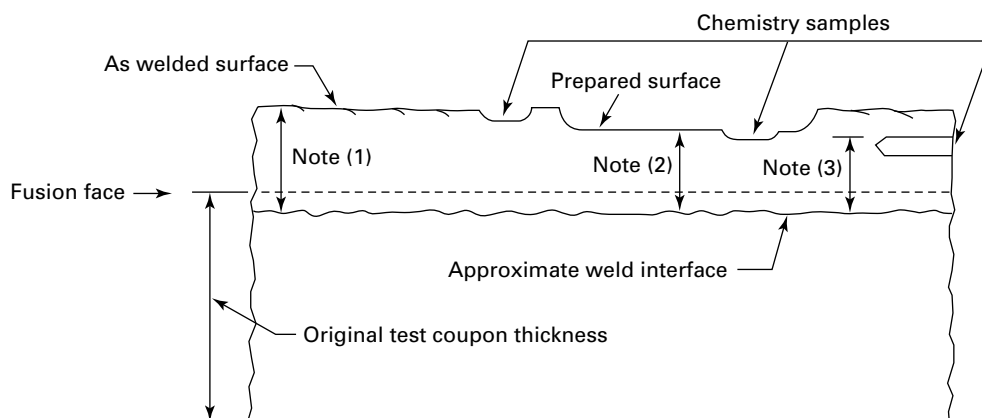 Chemistry samples
As welded surface
Prepared surface
Note (1)
Note (2)
Note (3)
Fusion face
Approximate weld interface
Original test coupon thickness